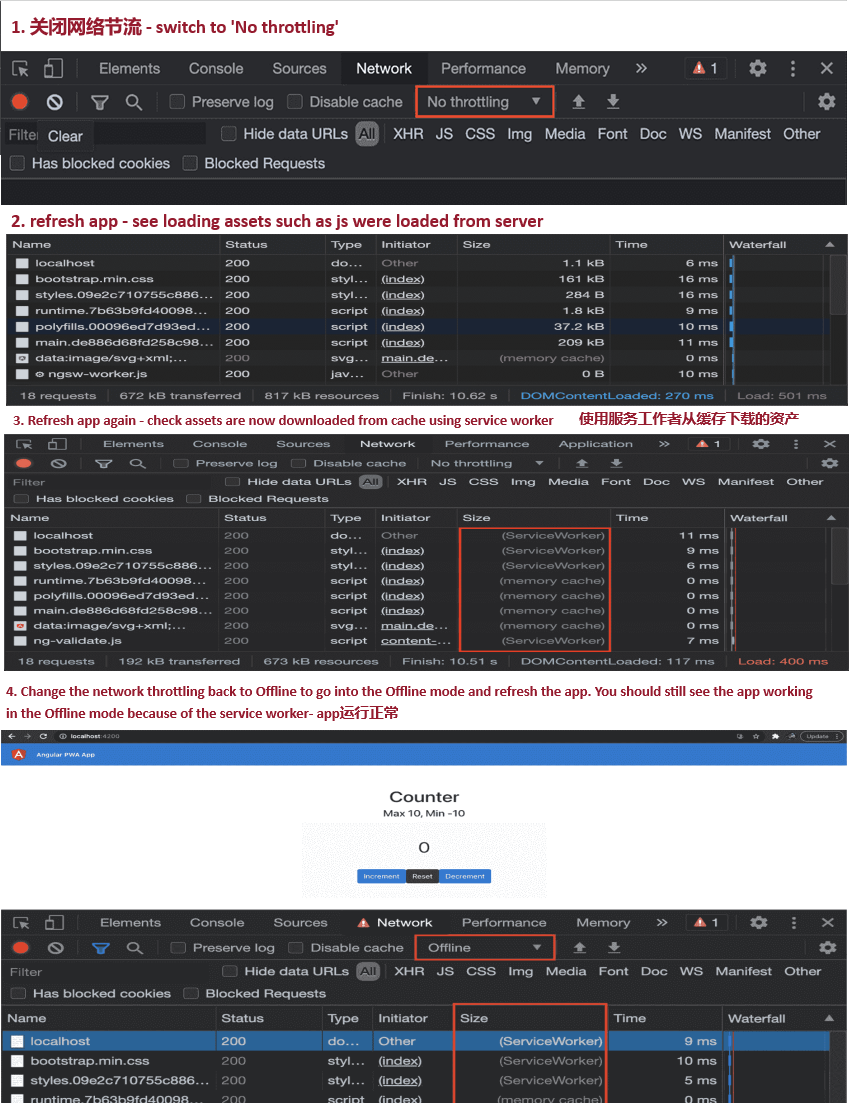 1. 关闭网络节流 - switch to 'No throttling'
Elements Console Sources Network Performance Memory » 1
Preserve log Disable cache No throttling ▼
Filter Clear Hide data URLs All XHR JS CSS Img Media Font Doc WS Manifest Other
Has blocked cookies Blocked Requests
2. refresh app - see loading assets such as js were loaded from server
Name Status Type Initiator Size Time Waterfall
localhost 200 do... Other 1.1 kB 6 ms
bootstrap.min.css 200 styl... (index) 161 kB 16 ms
styles.09e2c710755c886... 200 styl... (index) 284 B 16 ms
runtime.7b63b9fd40098... 200 script (index) 1.8 kB 9 ms
polyfills.00096ed7d93ed... 200 script (index) 37.2 kB 10 ms
main.de886d68fd258c98... 200 script (index) 209 kB 11 ms
data:image/svg+xml;... 200 svg... main.de... (memory cache) 0 ms
ngsw-worker.js 200 jav... Other 0 B 10 ms
18 requests 672 kB transferred 817 kB resources Finish: 10.62 s DOMContentLoaded: 270 ms Load: 501 ms
3. Refresh app again - check assets are now downloaded from cache using service worker 使用服务工作者从缓存下载的资产
Elements Console Sources Network Performance Application » 1
Preserve log Disable cache No throttling ▼
Filter Hide data URLs All XHR JS CSS Img Media Font Doc WS Manifest Other
Has blocked cookies Blocked Requests
Name Status Type Initiator Size Time Waterfall
localhost 200 do... Other (ServiceWorker) 11 ms
bootstrap.min.css 200 styl... (index) (ServiceWorker) 9 ms
styles.09e2c710755c886... 200 styl... (index) (ServiceWorker) 6 ms
runtime.7b63b9fd40098... 200 script (index) (memory cache) 0 ms
polyfills.00096ed7d93ed... 200 script (index) (memory cache) 0 ms
main.de886d68fd258c98... 200 script (index) (memory cache) 0 ms
data:image/svg+xml;... 200 svg... main.de... (memory cache) 0 ms
ng-validate.js 200 script content-... (ServiceWorker) 7 ms
18 requests 192 kB transferred 673 kB resources Finish: 10.51 s DOMContentLoaded: 117 ms Load: 400 ms
4. Change the network throttling back to Offline to go into the Offline mode and refresh the app. You should still see the app working
in the Offline mode because of the service worker- app运行正常
localhost:4200 Update
A Angular PWA App
Counter
Max 10, Min -10
0
Increment Reset Decrement
Elements Console Sources Network Performance Memory » 1
Preserve log Disable cache Offline ▼
Filter Hide data URLs All XHR JS CSS Img Media Font Doc WS Manifest Other
Has blocked cookies Blocked Requests
Name Status Type Initiator Size Time Waterfall
localhost 200 do... Other (ServiceWorker) 9 ms
bootstrap.min.css 200 styl... (index) (ServiceWorker) 10 ms
styles.09e2c710755c886... 200 styl... (index) (ServiceWorker) 5 ms
runtime.7b63b9fd40098... 200 script (index) (memory cache) 0 ms